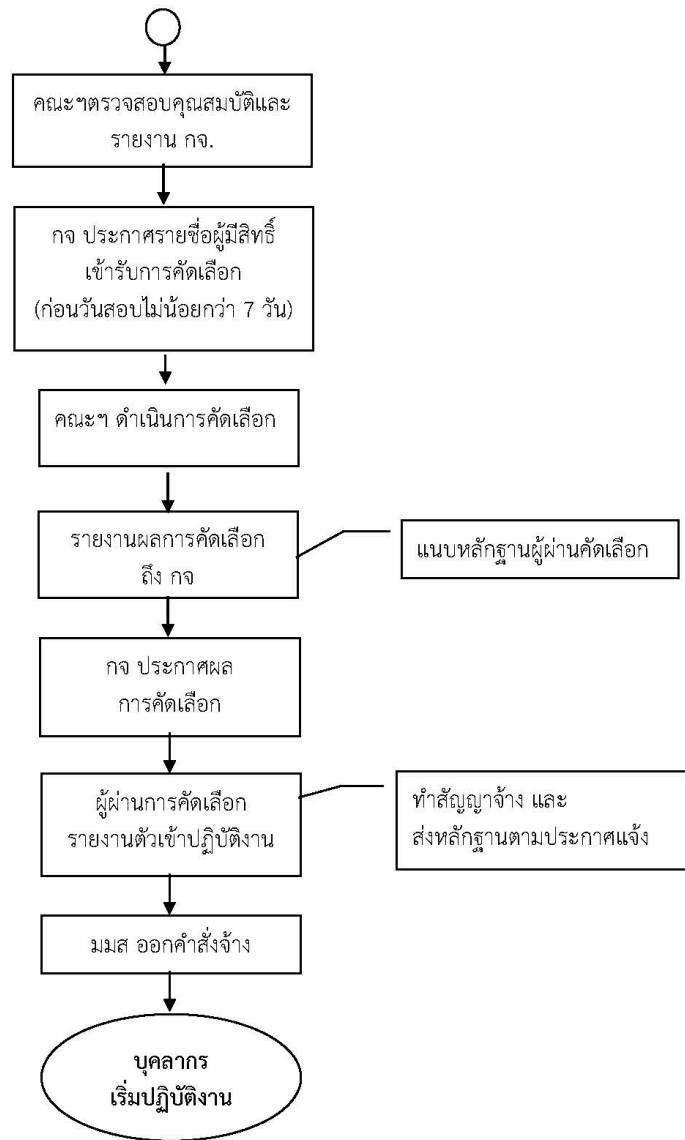 คณะฯตรวจสอบคุณสมบัติและ
รายงาน กจ.
กจ ประกาศรายชื่อผู้มีสิทธิ์
เข้ารับการคัดเลือก
(ก่อนวันสอบไม่น้อยกว่า 7 วัน)
คณะฯ ดำเนินการคัดเลือก
รายงานผลการคัดเลือก
ถึง กจ
แนบหลักฐานผู้ผ่านคัดเลือก
กจ ประกาศผล
การคัดเลือก
ผู้ผ่านการคัดเลือก
รายงานตัวเข้าปฏิบัติงาน
ทำสัญญาจ้าง และ
ส่งหลักฐานตามประกาศแจ้ง
มมส ออกคำสั่งจ้าง
บุคลากร
เริ่มปฏิบัติงาน